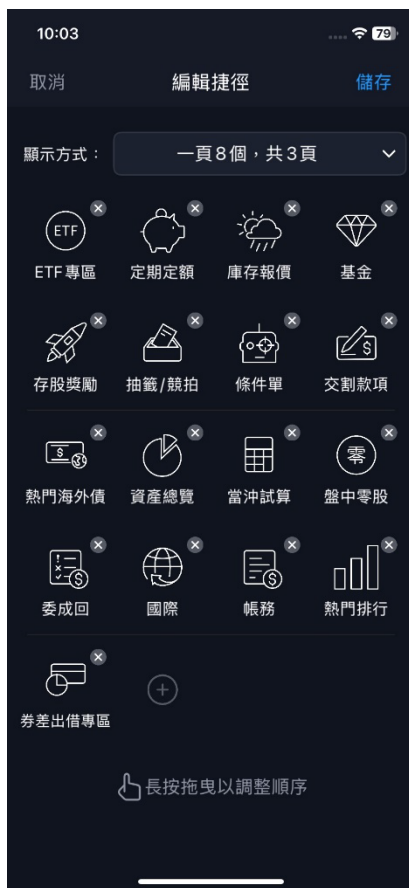 10:03
79
取消
編輯捷徑
儲存
顯示方式：
一頁8個，共3頁
ETF
ETF專區
定期定額
庫存報價
基金
存股獎勵
抽籤/競拍
條件單
交割款項
熱門海外債
資產總覽
當沖試算
零
盤中零股
委成回
國際
帳務
熱門排行
券差出借專區
長按拖曳以調整順序